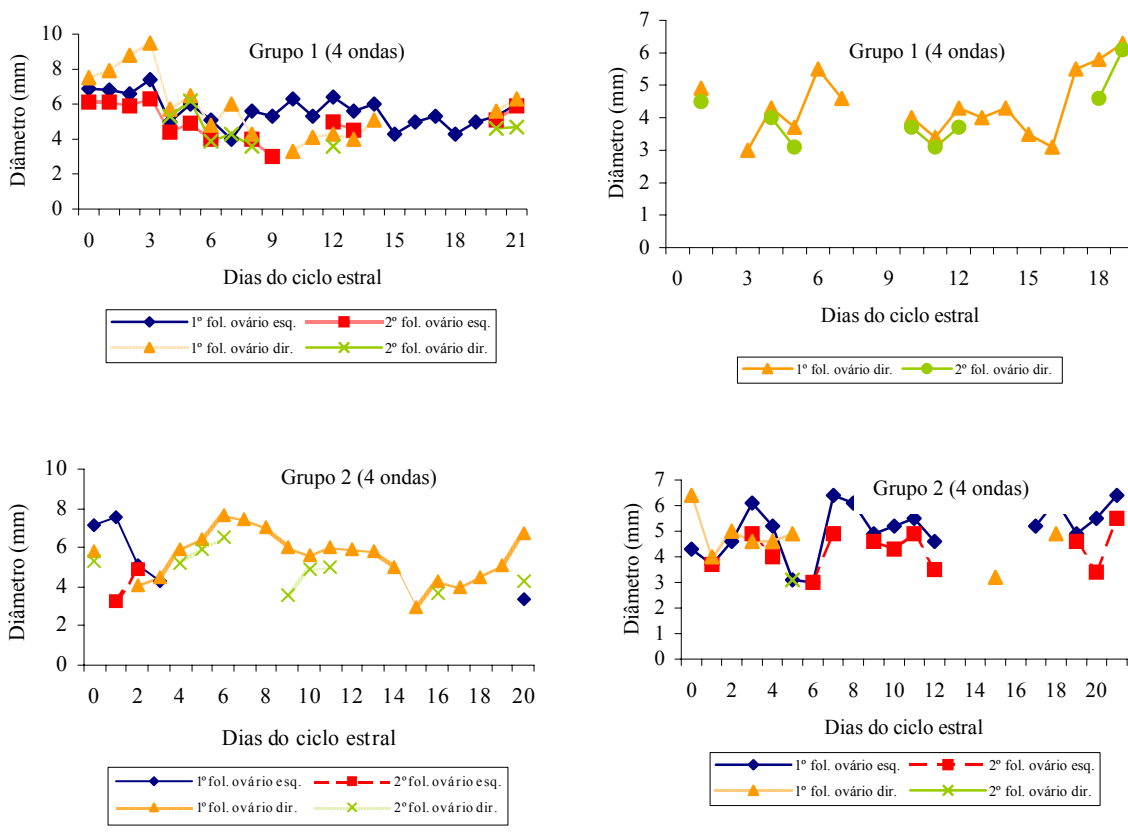 Grupo 1 (4 ondas)
Diâmetro (mm)
10
8
6
4
2
0
0 3 6 9 12 15 18 21
Dias do ciclo estral
1º fol. ovário esq. 2º fol. ovário esq.
1º fol. ovário dir. 2º fol. ovário dir.
Grupo 1 (4 ondas)
Diâmetro (mm)
7
6
5
4
3
2
1
0
0 3 6 9 12 15 18
Dias do ciclo estral
1º fol. ovário dir. 2º fol. ovário dir.
Grupo 2 (4 ondas)
Diâmetro (mm)
10
8
6
4
2
0
0 2 4 6 8 10 12 14 16 18 20
Dias do ciclo estral
1º fol. ovário esq. 2º fol. ovário esq.
1º fol. ovário dir. 2º fol. ovário dir.
Grupo 2 (4 ondas)
Diâmetro (mm)
7
6
5
4
3
2
1
0
0 2 4 6 8 10 12 14 16 18 20
Dias do ciclo estral
1º fol. ovário esq. 2º fol. ovário esq.
1º fol. ovário dir. 2º fol. ovário dir.